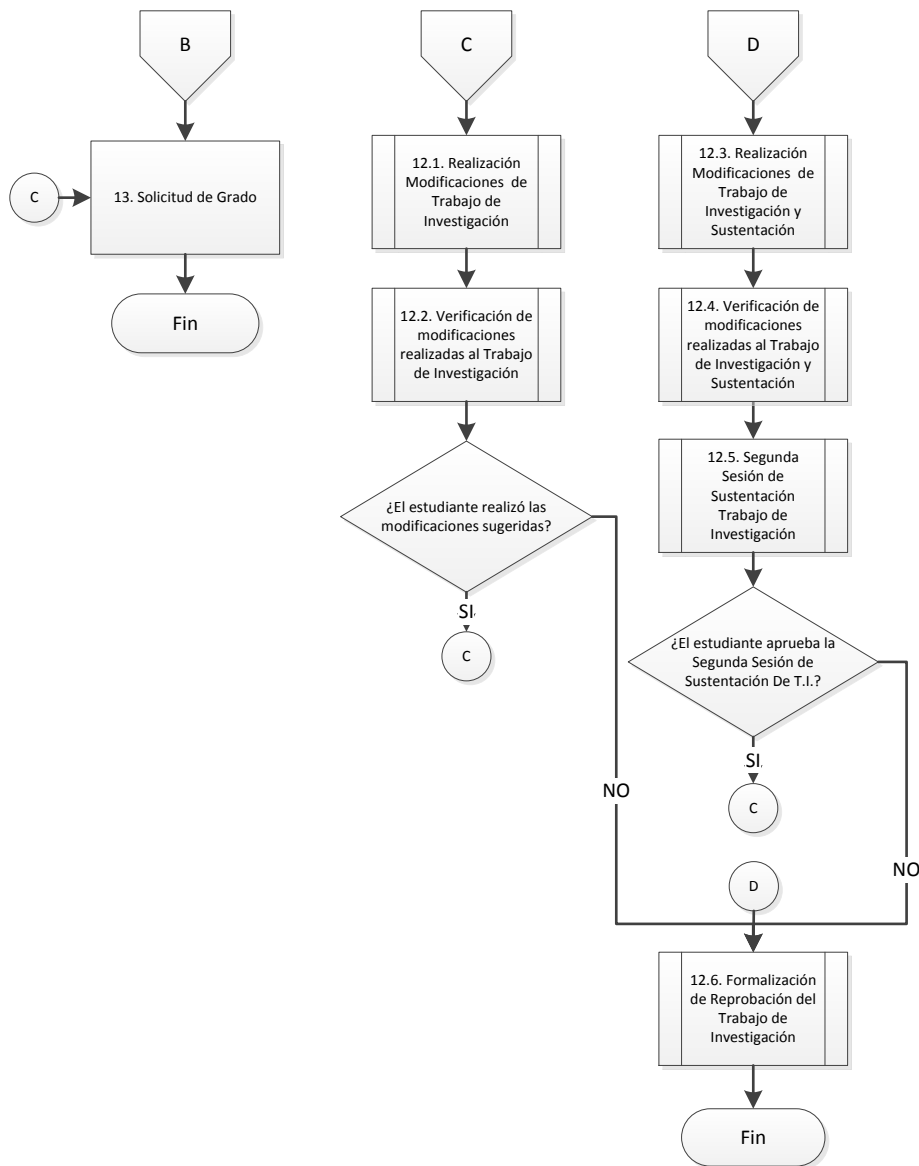 B
C
13. Solicitud de Grado
Fin
C
12.1. Realización
Modificaciones de
Trabajo de
Investigación
12.2. Verificación de
modificaciones
realizadas al Trabajo
de Investigación
¿El estudiante realizó las
modificaciones sugeridas?
SI
C
NO
D
12.3. Realización
Modificaciones de
Trabajo de
Investigación y
Sustentación
12.4. Verificación de
modificaciones
realizadas al Trabajo
de Investigación y
Sustentación
12.5. Segunda
Sesión de
Sustentación
Trabajo de
Investigación
¿El estudiante aprueba la
Segunda Sesión de
Sustentación De T.I.?
SI
C
NO
D
12.6. Formalización
de Reprobación del
Trabajo de
Investigación
Fin